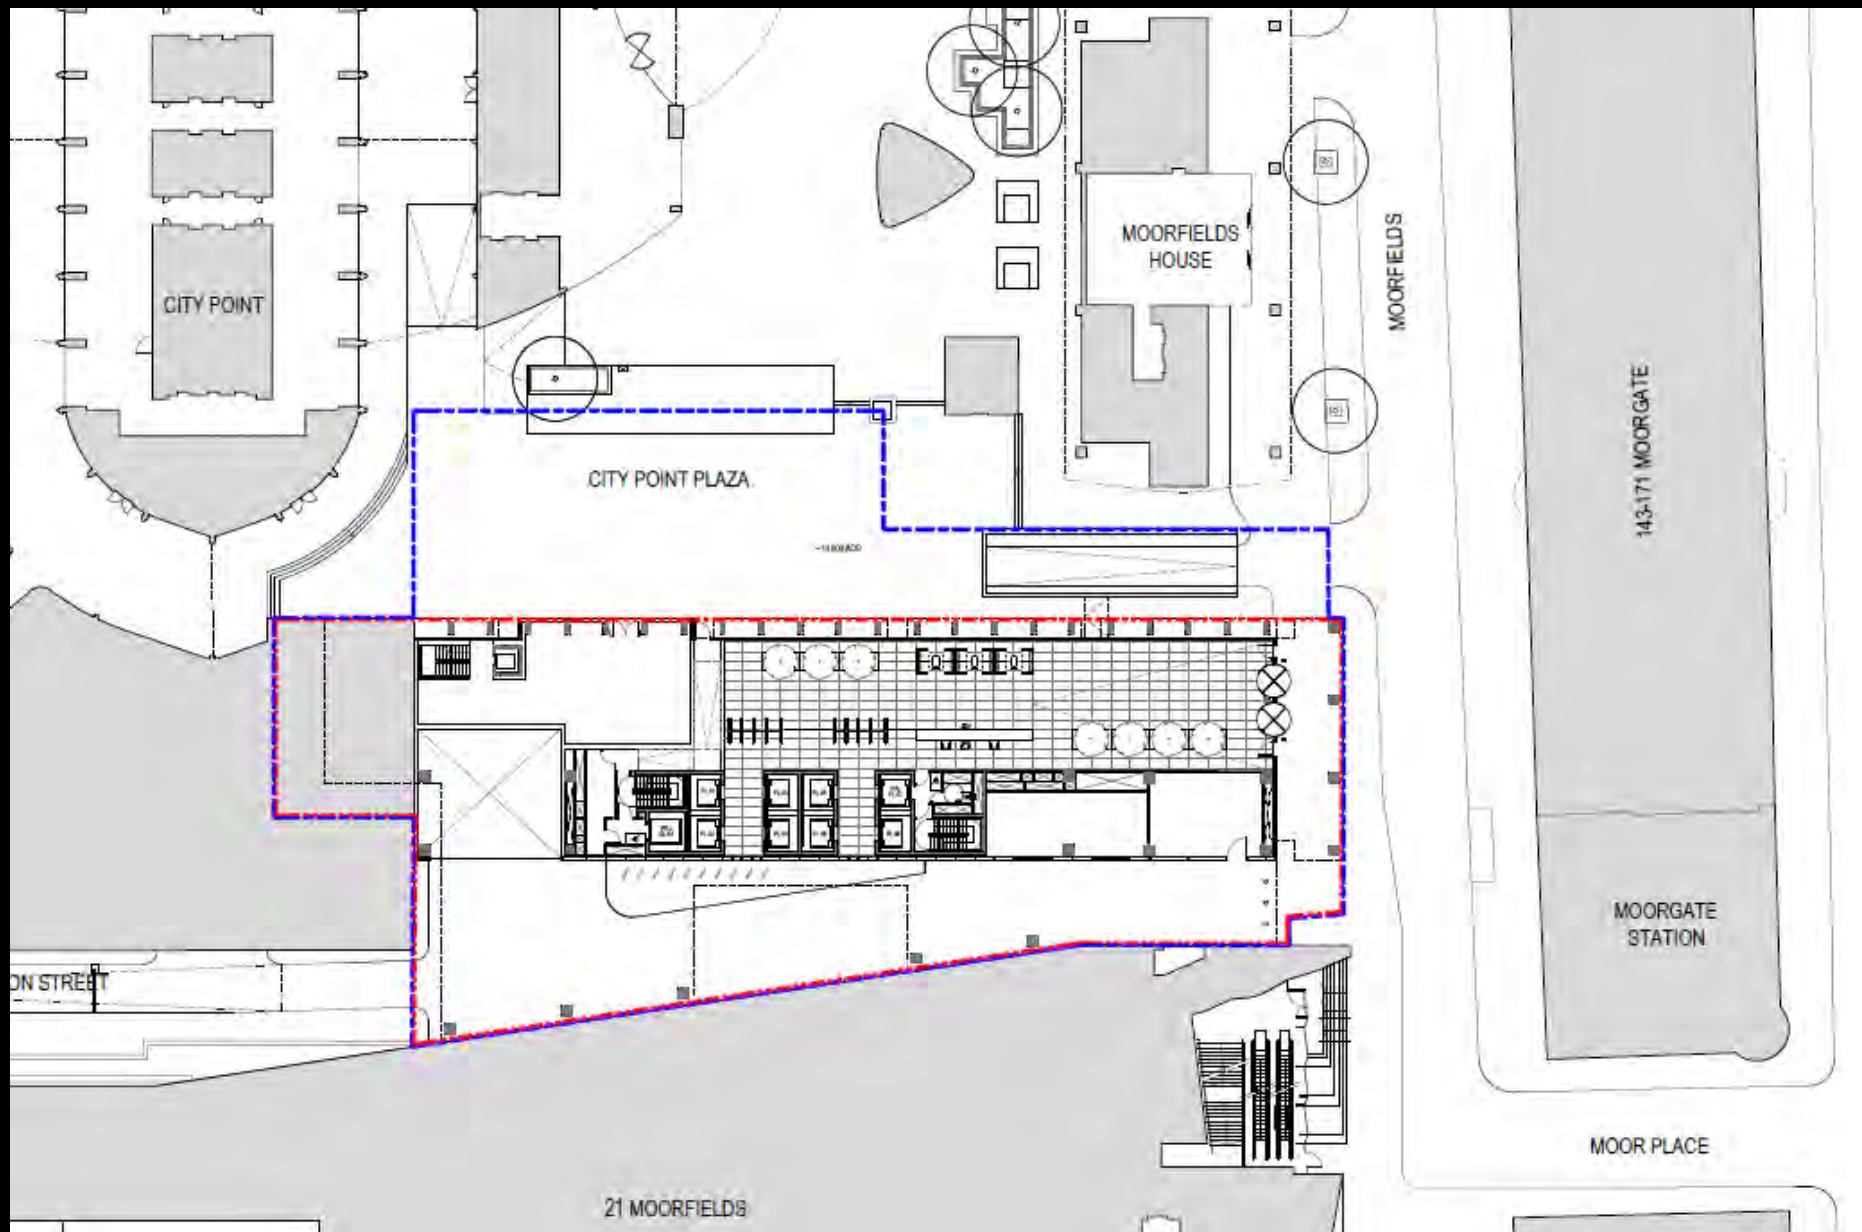 MOORFIELDS
HOUSE
MOORFIELDS
CITY POINT
143-171 MOORGATE
CITY POINT PLAZA
MOORGATE
STATION
ON STREET
MOOR PLACE
21 MOORFIELDS